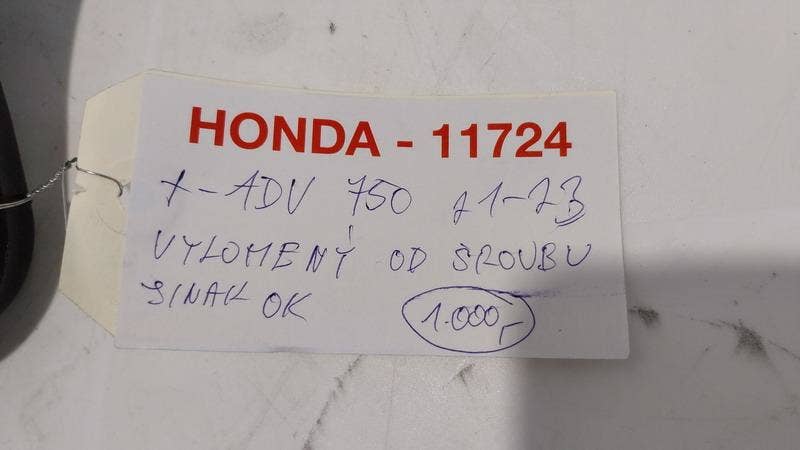 HONDA - 11724
X-ADV 750 21-23
VYLOMENÝ OD ŠROUBU
JINAK OK 1.000,-